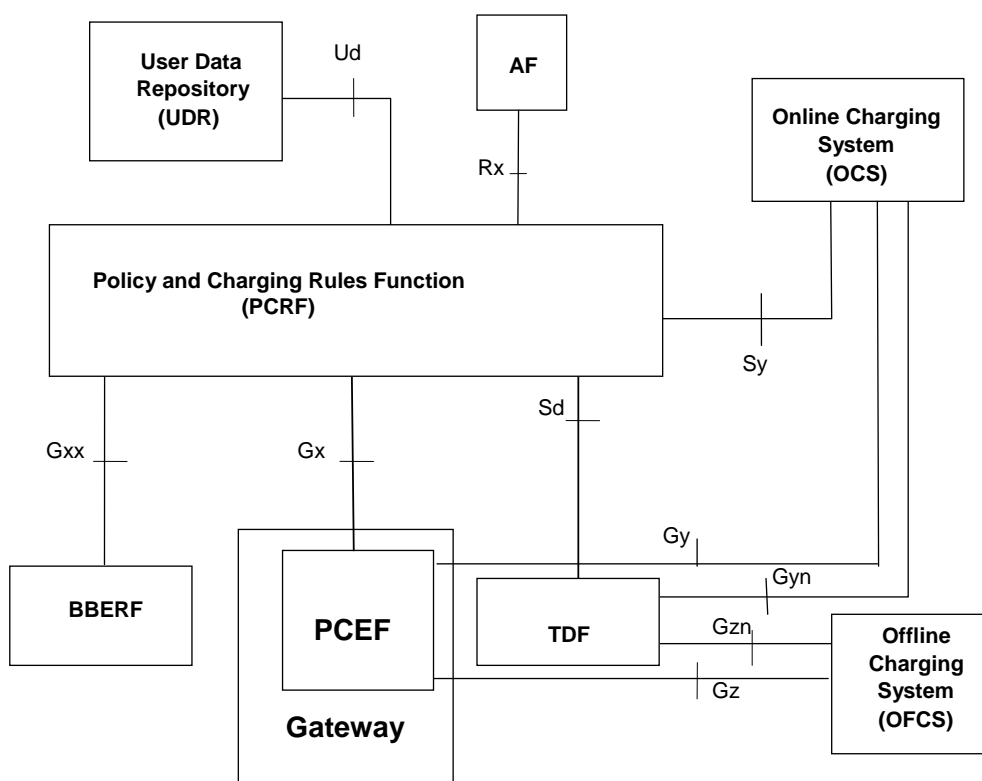 User Data
Repository
(UDR)
Ud
AF
Online Charging
System
(OCS)
Rx
Policy and Charging Rules Function
(PCRF)
Sy
Sd
Gxx
Gx
Gy
Gyn
BBERF
PCEF
TDF
Gzn
Offline
Charging
System
(OFCS)
Gz
Gateway